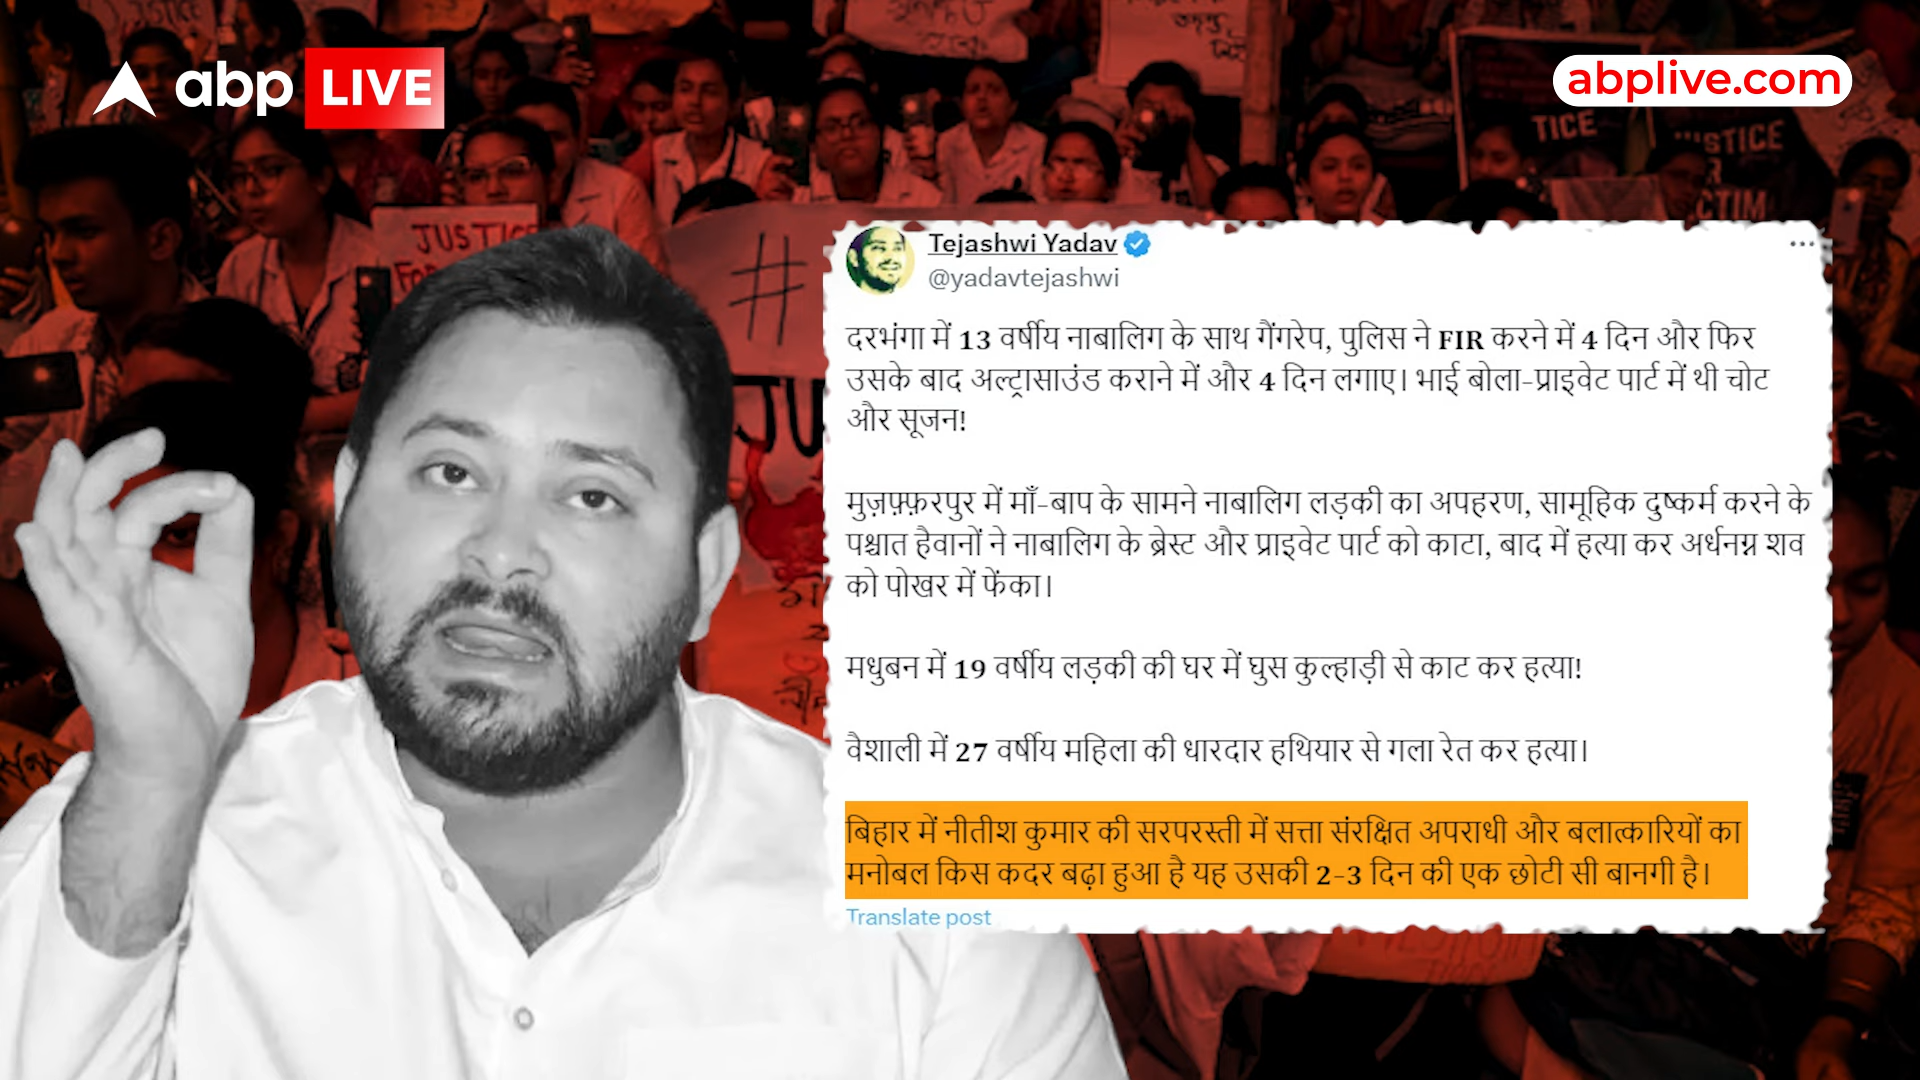 abp LIVE
abplive.com
JUSTICE
TICE
JUSTICE
FOR
#
Tejashwi Yadav
@yadavtejashwi
दरभंगा में 13 वर्षीय नाबालिग के साथ गैंगरेप, पुलिस ने FIR करने में 4 दिन और फिर
उसके बाद अल्ट्रासाउंड कराने में और 4 दिन लगाए। भाई बोला-प्राइवेट पार्ट में थी चोट
और सूजन!
मुज़फ़्फ़रपुर में माँ-बाप के सामने नाबालिग लड़की का अपहरण, सामूहिक दुष्कर्म करने के
पश्चात हैवानों ने नाबालिग के ब्रेस्ट और प्राइवेट पार्ट को काटा, बाद में हत्या कर अर्धनग्न शव
को पोखर में फेंका।
मधुबन में 19 वर्षीय लड़की की घर में घुस कुल्हाड़ी से काट कर हत्या!
वैशाली में 27 वर्षीय महिला की धारदार हथियार से गला रेत कर हत्या।
बिहार में नीतीश कुमार की सरपरस्ती में सत्ता संरक्षित अपराधी और बलात्कारियों का
मनोबल किस कदर बढ़ा हुआ है यह उसकी 2-3 दिन की एक छोटी सी बानगी है।
Translate post